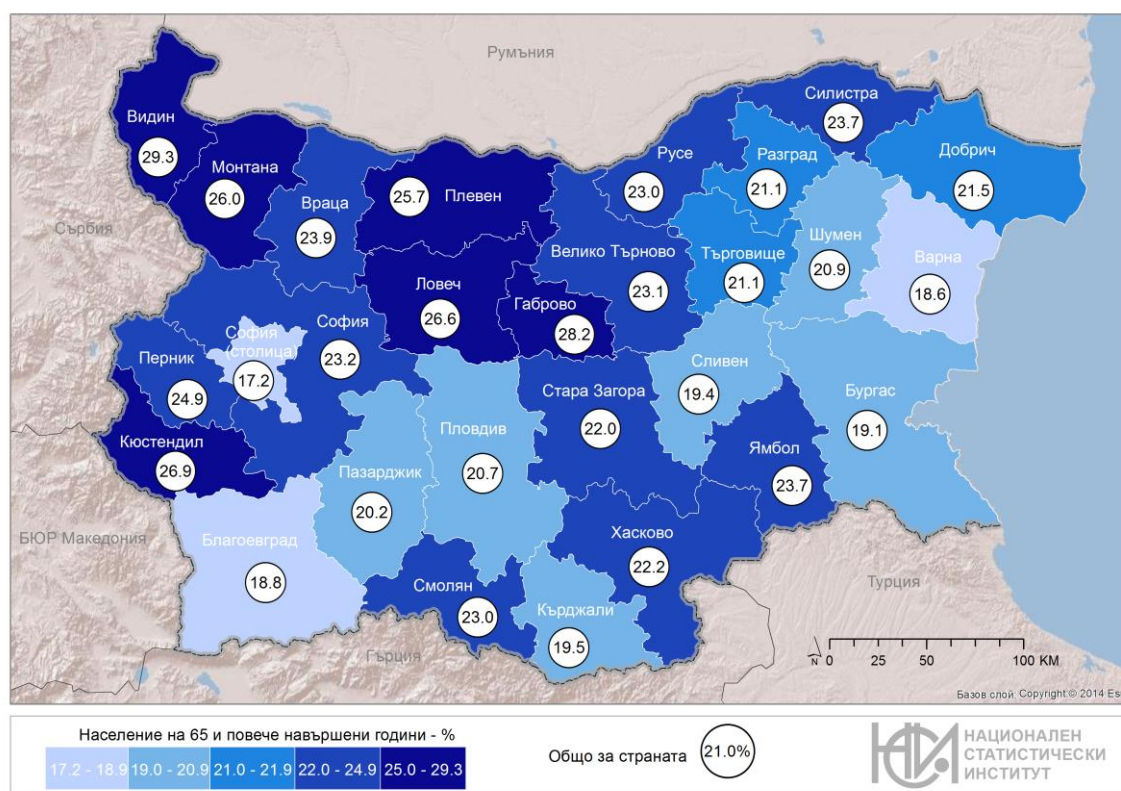 Румъния
Силистра
23.7
Видин
29.3
Монтана
26.0
Враца
23.9
25.7
Плевен
Русе
23.0
Разград
21.1
Добрич
21.5
Сърбия
Ловеч
26.6
Габрово
28.2
Велико Търново
23.1
Търговище
21.1
Шумен
20.9
Варна
18.6
София
(столица)
17.2
София
23.2
Перник
24.9
Кюстендил
26.9
Стара Загора
22.0
Сливен
19.4
Бургас
19.1
Пловдив
20.7
Пазарджик
20.2
Ямбол
23.7
БЮР Македония
Благоевград
18.8
Хасково
22.2
Смолян
23.0
Кърджали
19.5
Турция
Гърция
N
0 25 50 100 КМ
Базов слой: Copyright © 2014 Es
Население на 65 и повече навършени години - %
17.2 - 18.9 19.0 - 20.9 21.0 - 21.9 22.0 - 24.9 25.0 - 29.3
Общо за страната 21.0%
НСИ
НАЦИОНАЛЕН
СТАТИСТИЧЕСКИ
ИНСТИТУТ